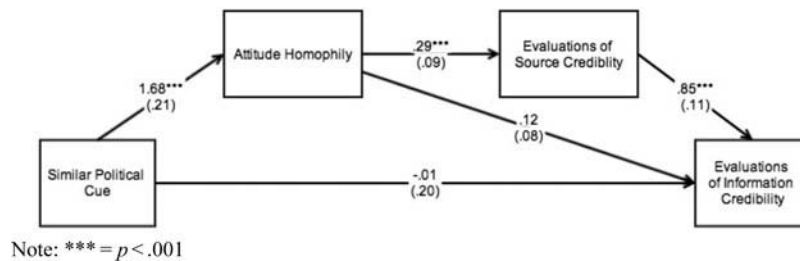 Attitude Homophily
.29***
(.09)
Evaluations of
Source Crediblity
1.68***
(.21)
.85***
(.11)
.12
(.08)
Similar Political
Cue
-.01
(.20)
Evaluations
of Information
Credibility
Note: *** = p < .001